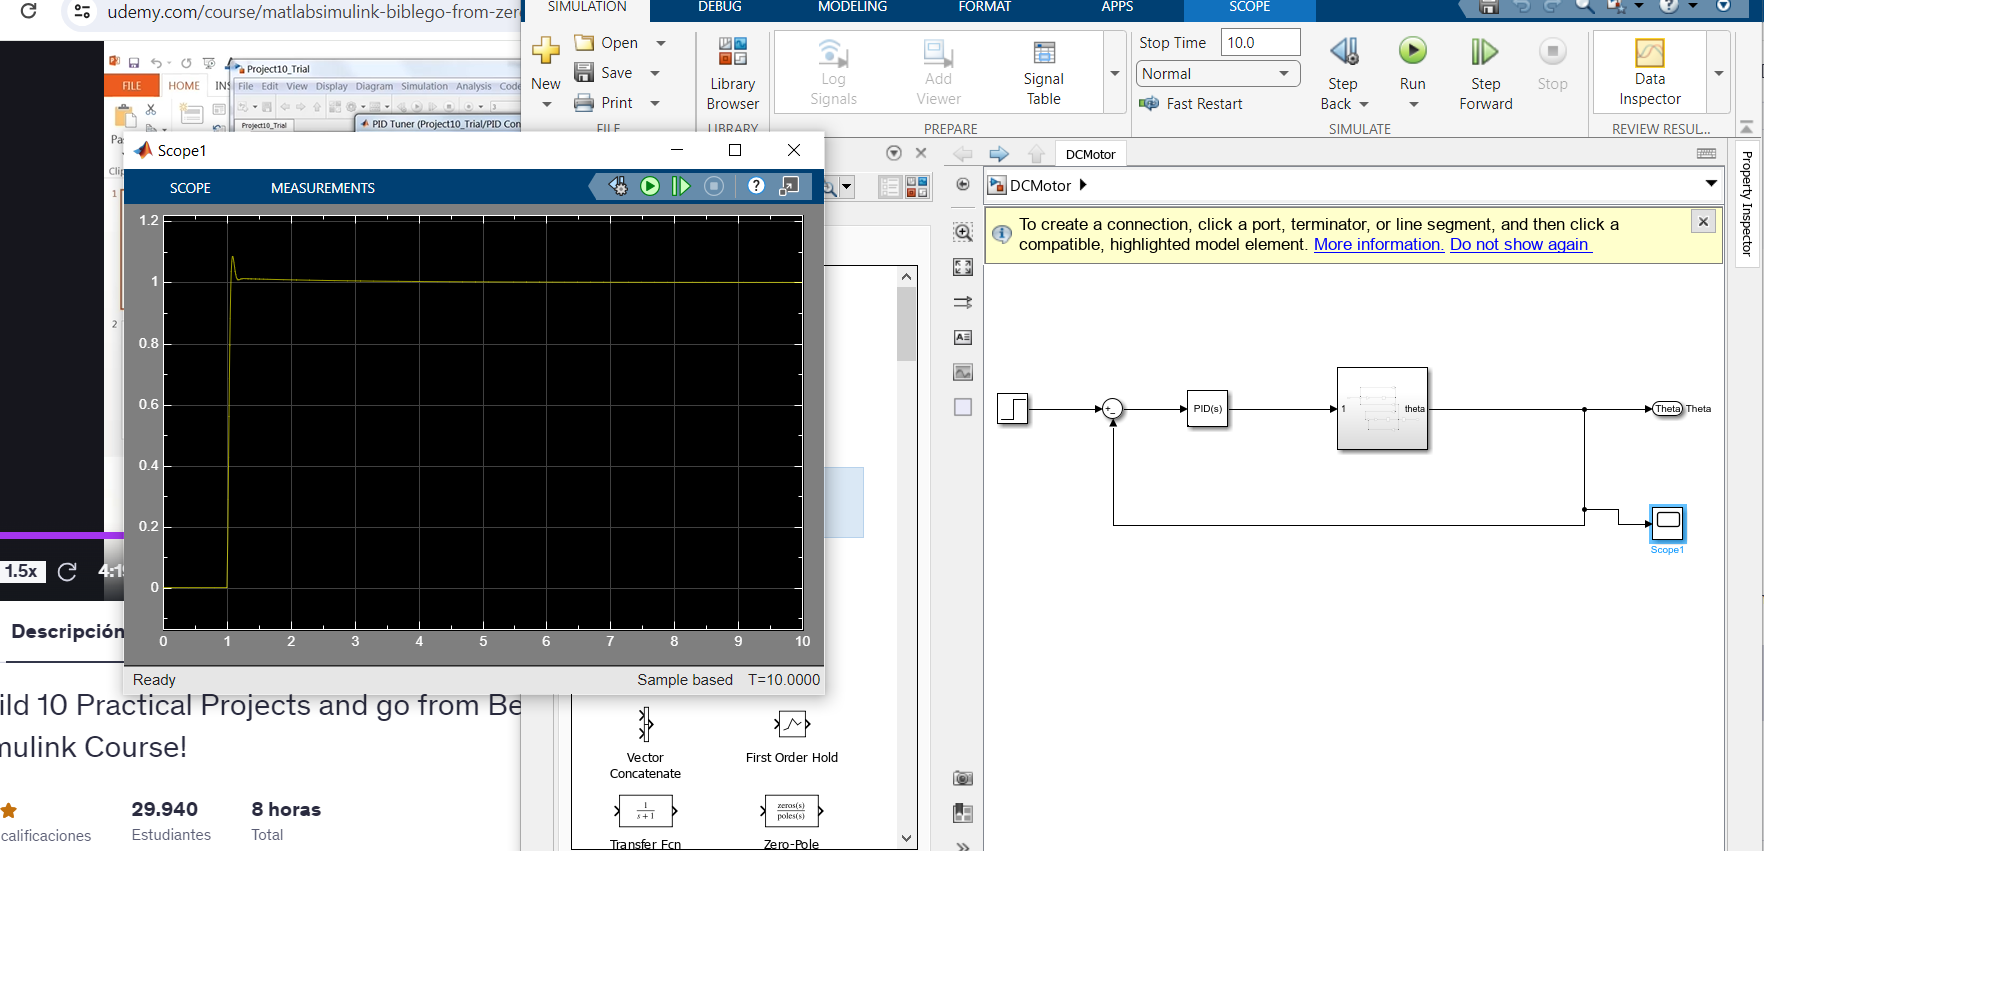 udemy.com/course/matlabsimulink-biblego-from-zer
Project10_Trial
FILE
HOME
INS
File Edit View Display Diagram Simulation Analysis Code
Project10_Trial
PID Tuner (Project10_Trial/PID Con
Pa
Clip
1
2
SIMULATION
DEBUG
MODELING
FORMAT
APPS
SCOPE
New
Open
Save
Print
FILE
Library
Browser
LIBRARY
Log
Signals
Add
Viewer
Signal
Table
PREPARE
Stop Time 10.0
Normal
Fast Restart
Step
Back
Run
Step
Forward
Stop
SIMULATE
Data
Inspector
REVIEW RESUL...
Scope1
SCOPE
MEASUREMENTS
1.2
1
0.8
0.6
0.4
0.2
0
0 1 2 3 4 5 6 7 8 9 10
Ready
Sample based T=10.0000
DCMotor
DCMotor
Property Inspector
To create a connection, click a port, terminator, or line segment, and then click a
compatible, highlighted model element. More information. Do not show again
PID(s)
1
theta
Theta
Theta
Scope1
Vector
Concatenate
First Order Hold
1
s+1
Transfer Fcn
zeros(s)
poles(s)
Zero-Pole
1.5x
4:1
Descripción
ild 10 Practical Projects and go from Be
mulink Course!
29.940
8 horas
calificaciones
Estudiantes
Total